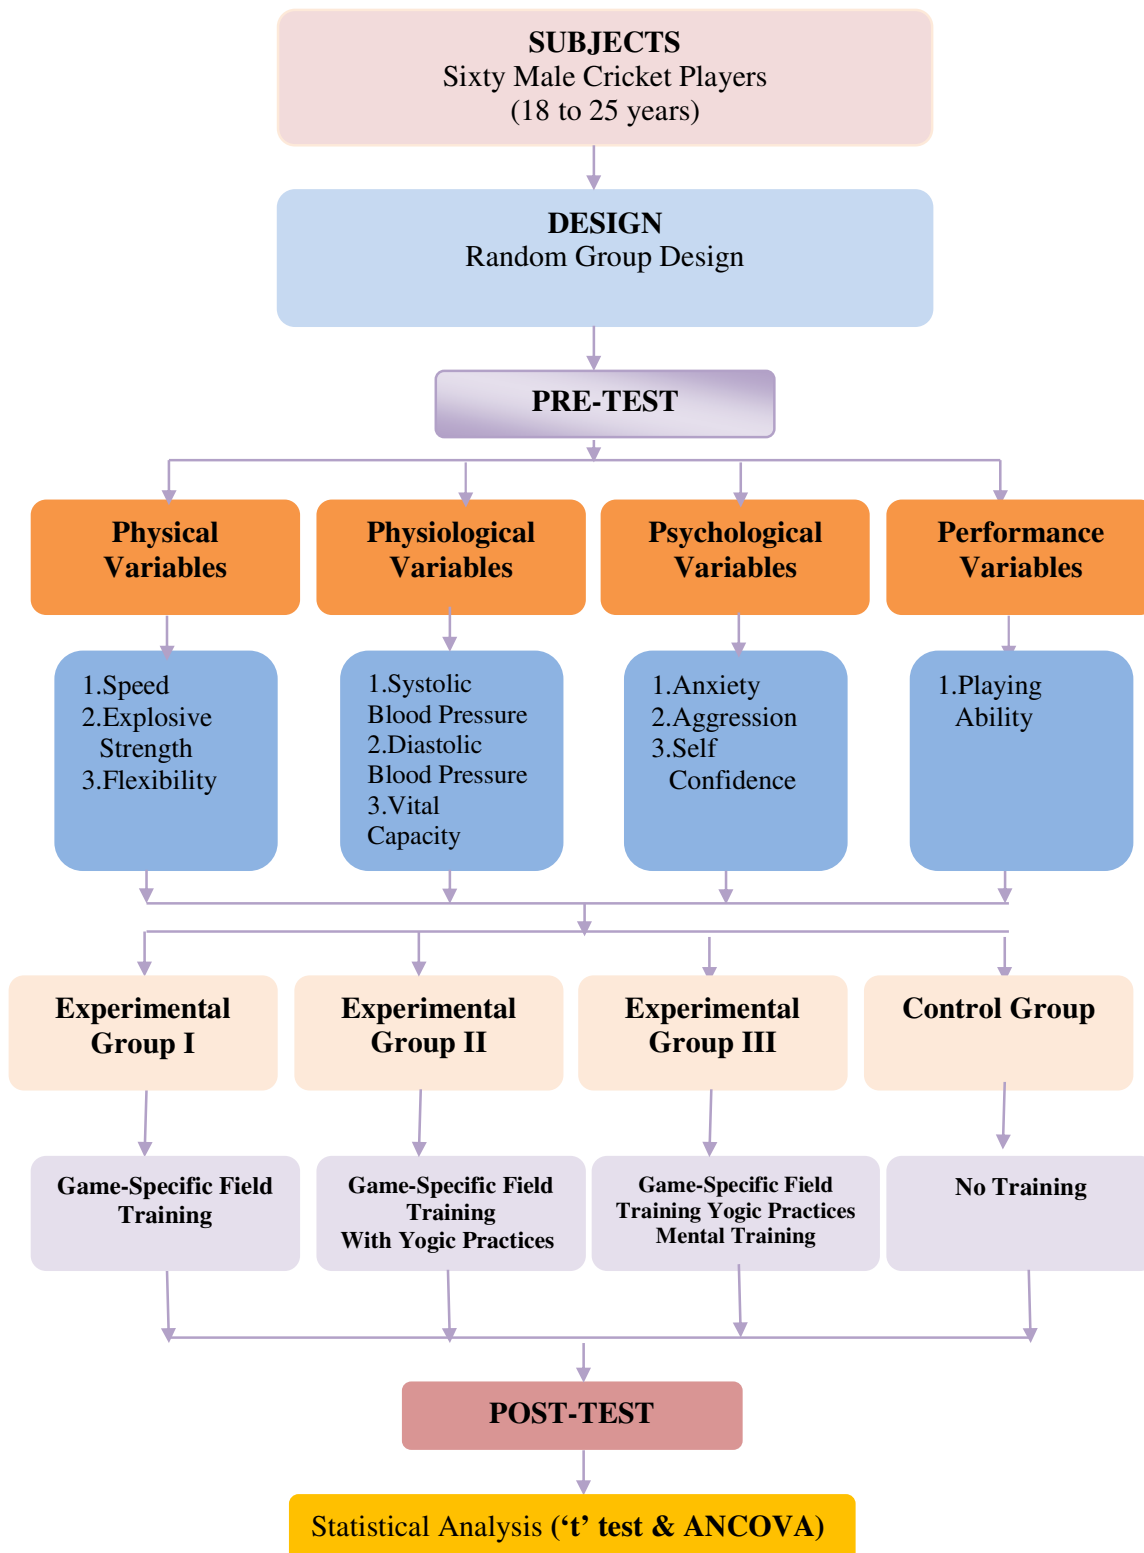 SUBJECTS
Sixty Male Cricket Players
(18 to 25 years)
DESIGN
Random Group Design
PRE-TEST
Physical
Variables
Physiological
Variables
Psychological
Variables
Performance
Variables
1.Speed
2.Explosive
Strength
3.Flexibility
1.Systolic
Blood Pressure
2.Diastolic
Blood Pressure
3.Vital
Capacity
1.Anxiety
2.Aggression
3.Self
Confidence
1.Playing
Ability
Experimental
Group I
Experimental
Group II
Experimental
Group III
Control Group
Game-Specific Field
Training
Game-Specific Field
Training
With Yogic Practices
Game-Specific Field
Training Yogic Practices
Mental Training
No Training
POST-TEST
Statistical Analysis (‘t’ test & ANCOVA)